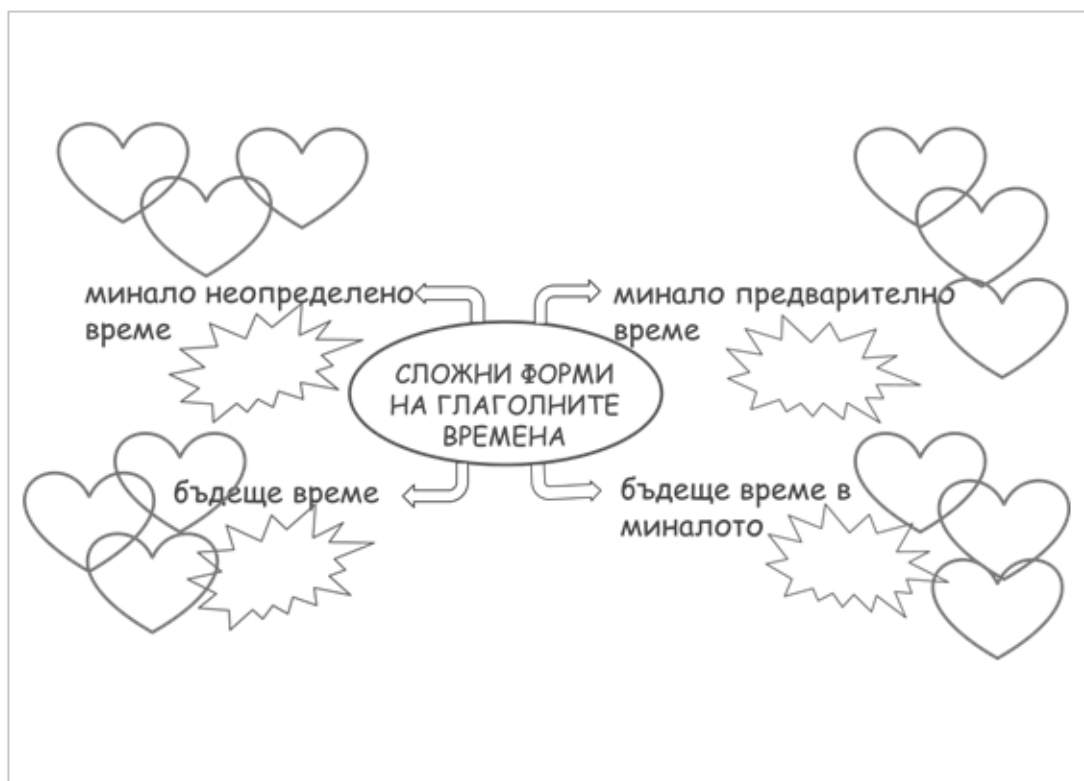 минало неопределено
време
минало предварително
време
СЛОЖНИ ФОРМИ
НА ГЛАГОЛНИТЕ
ВРЕМЕНА
бъдеще време
бъдеще време в
миналото